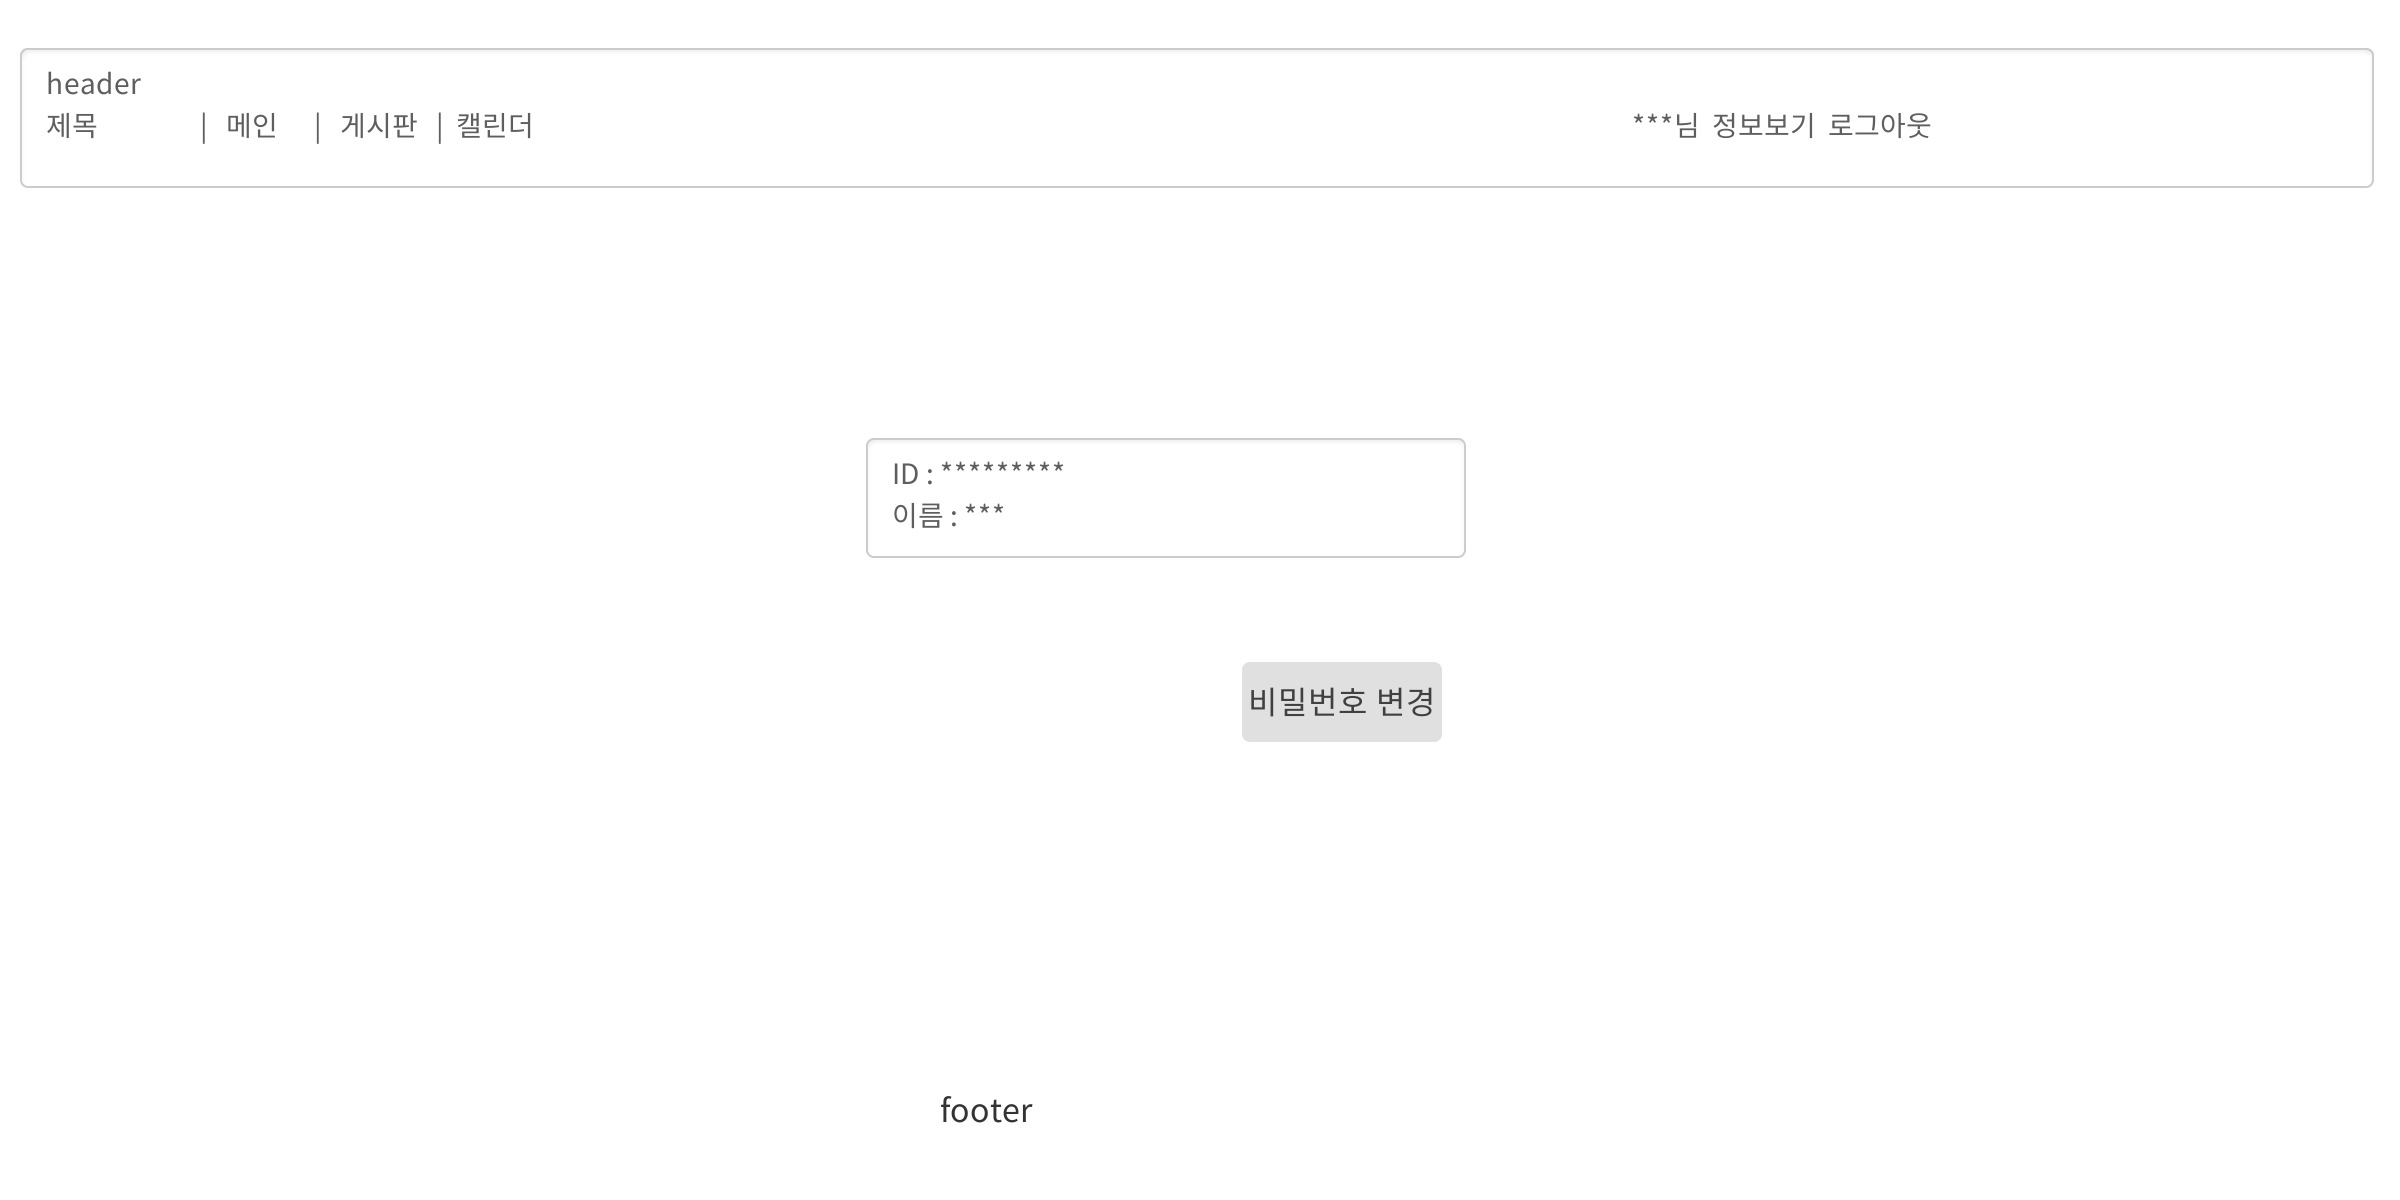 header
제목 | 메인 | 게시판 | 캘린더 ***님 정보보기 로그아웃
ID : *********
이름 : ***
비밀번호 변경
footer